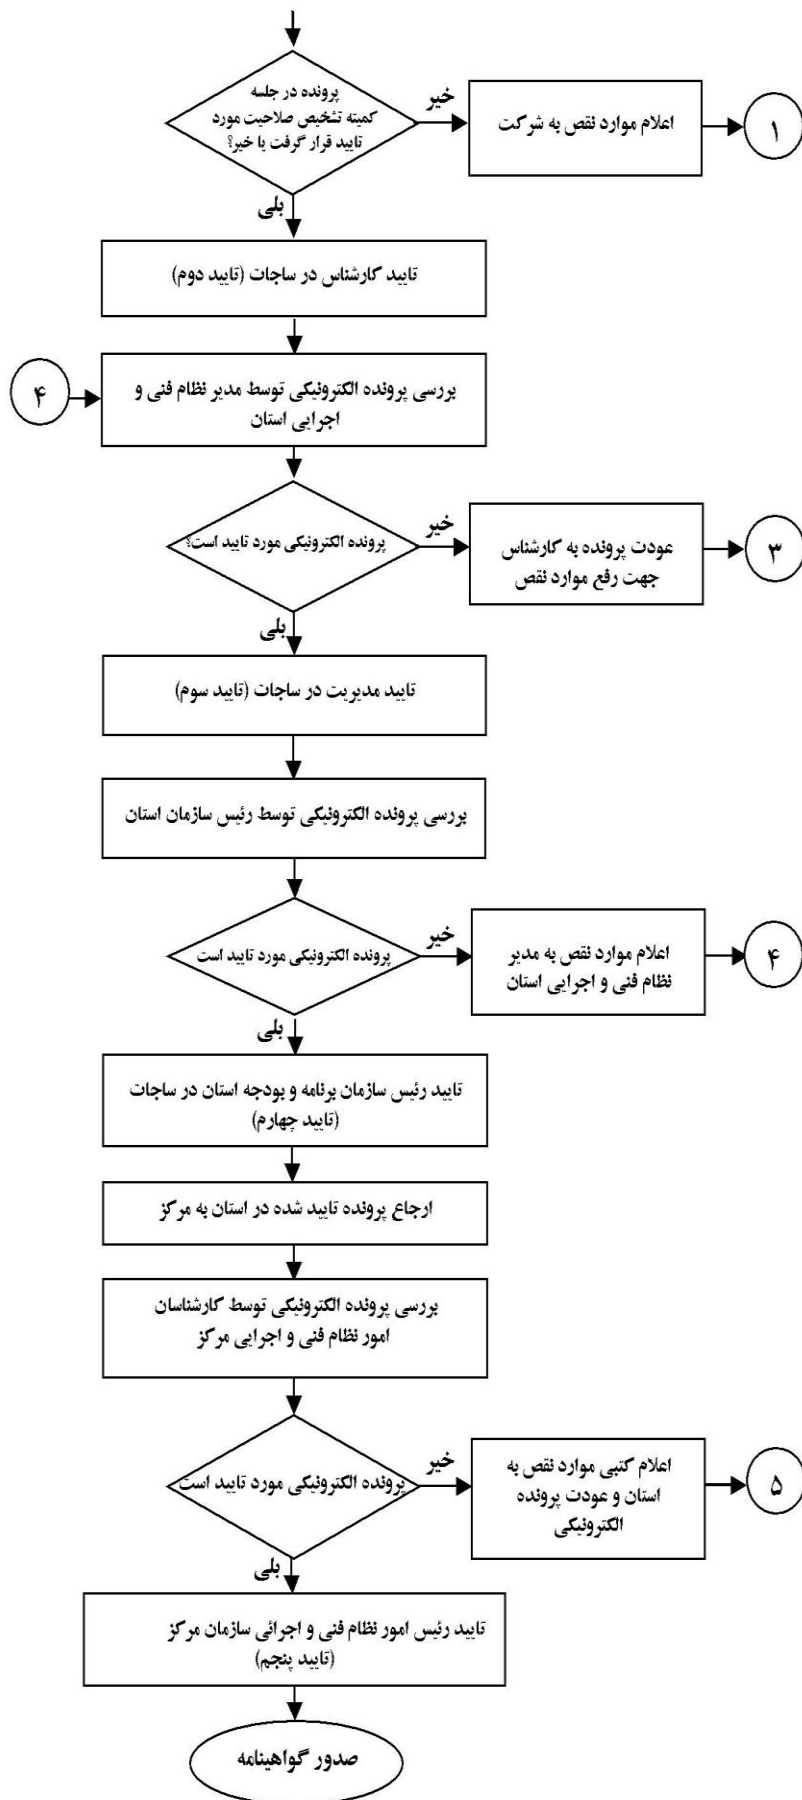 پرونده در جلسه
کمیته تشخیص صلاحیت مورد
تایید قرار گرفت یا خیر؟
خیر
اعلام موارد نقص به شرکت
۱
بلی
تایید کارشناس در ساجات (تایید دوم)
بررسی پرونده الکترونیکی توسط مدیر نظام فنی و
اجرایی استان
۴
پرونده الکترونیکی مورد تایید است؟
خیر
عودت پرونده به کارشناس
جهت رفع موارد نقص
۳
بلی
تایید مدیریت در ساجات (تایید سوم)
بررسی پرونده الکترونیکی توسط رئیس سازمان استان
پرونده الکترونیکی مورد تایید است
خیر
اعلام موارد نقص به مدیر
نظام فنی و اجرایی استان
۴
بلی
تایید رئیس سازمان برنامه و بودجه استان در ساجات
(تایید چهارم)
ارجاع پرونده تایید شده در استان به مرکز
بررسی پرونده الکترونیکی توسط کارشناسان
امور نظام فنی و اجرایی مرکز
پرونده الکترونیکی مورد تایید است
خیر
اعلام کتبی موارد نقص به
استان و عودت پرونده
الکترونیکی
۵
بلی
تایید رئیس امور نظام فنی و اجرائی سازمان مرکز
(تایید پنجم)
صدور گواهینامه